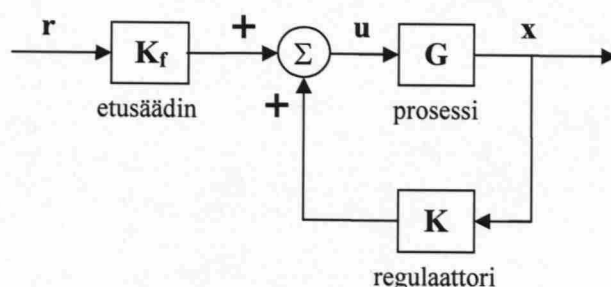 r + u x
K_f Σ G
+
etusäädin prosessi
K
regulaattori